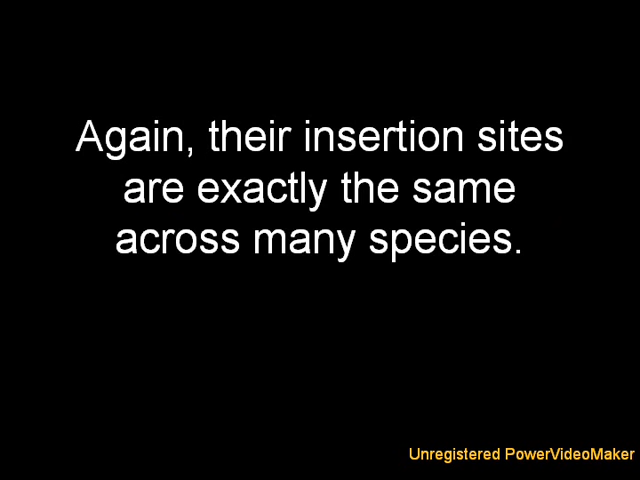 Again, their insertion sites
are exactly the same
across many species.
Unregistered PowerVideoMaker